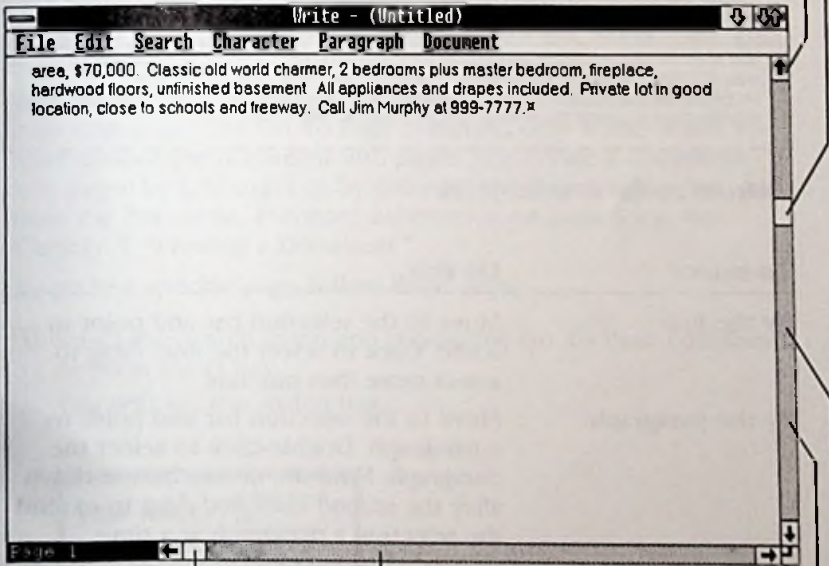 Write - (Untitled)
File Edit Search Character Paragraph Document
area, $70,000. Classic old world charmer, 2 bedrooms plus master bedroom, fireplace,
hardwood floors, unfinished basement All appliances and drapes included. Private lot in good
location, close to schools and freeway. Call Jim Murphy at 999-7777.¤
Page 1